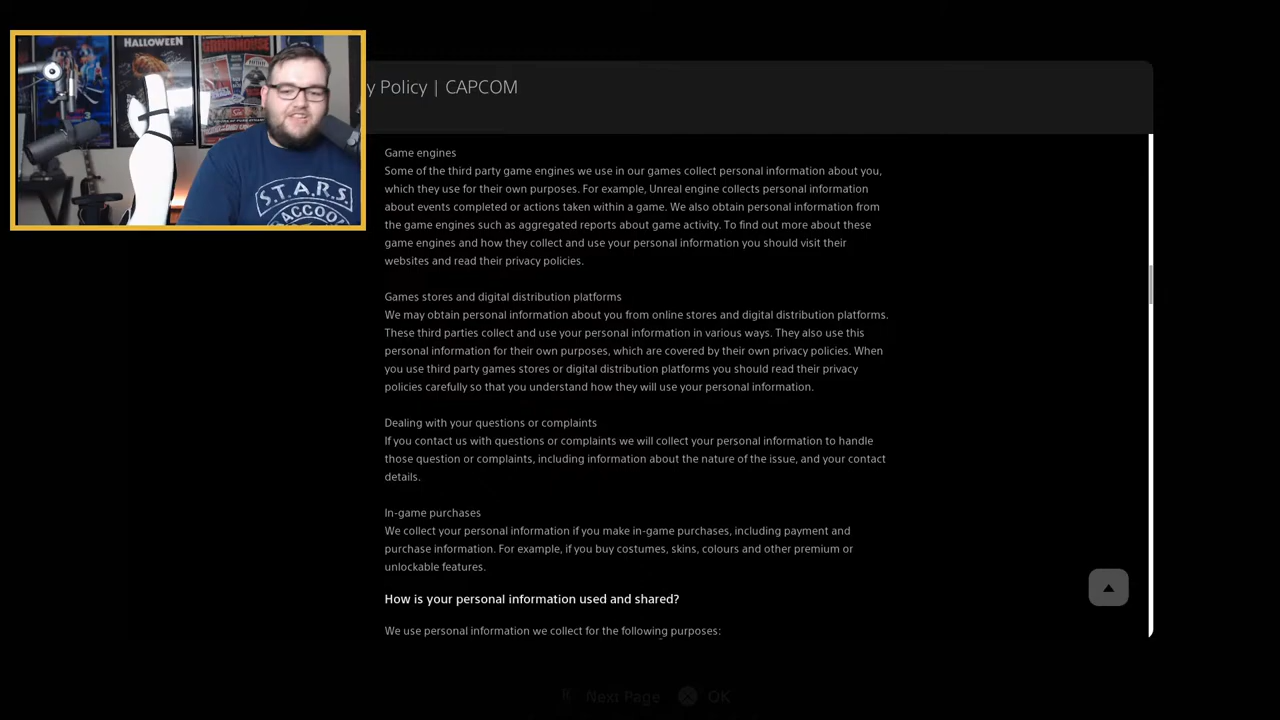 HALLOWEEN
GRINDHOUSE
S.T.A.R.S.
RACCOO
y Policy | CAPCOM
Game engines
Some of the third party game engines we use in our games collect personal information about you,
which they use for their own purposes. For example, Unreal engine collects personal information
about events completed or actions taken within a game. We also obtain personal information from
the game engines such as aggregated reports about game activity. To find out more about these
game engines and how they collect and use your personal information you should visit their
websites and read their privacy policies.
Games stores and digital distribution platforms
We may obtain personal information about you from online stores and digital distribution platforms.
These third parties collect and use your personal information in various ways. They also use this
personal information for their own purposes, which are covered by their own privacy policies. When
you use third party games stores or digital distribution platforms you should read their privacy
policies carefully so that you understand how they will use your personal information.
Dealing with your questions or complaints
If you contact us with questions or complaints we will collect your personal information to handle
those question or complaints, including information about the nature of the issue, and your contact
details.
In-game purchases
We collect your personal information if you make in-game purchases, including payment and
purchase information. For example, if you buy costumes, skins, colours and other premium or
unlockable features.
How is your personal information used and shared?
We use personal information we collect for the following purposes:
Next Page OK